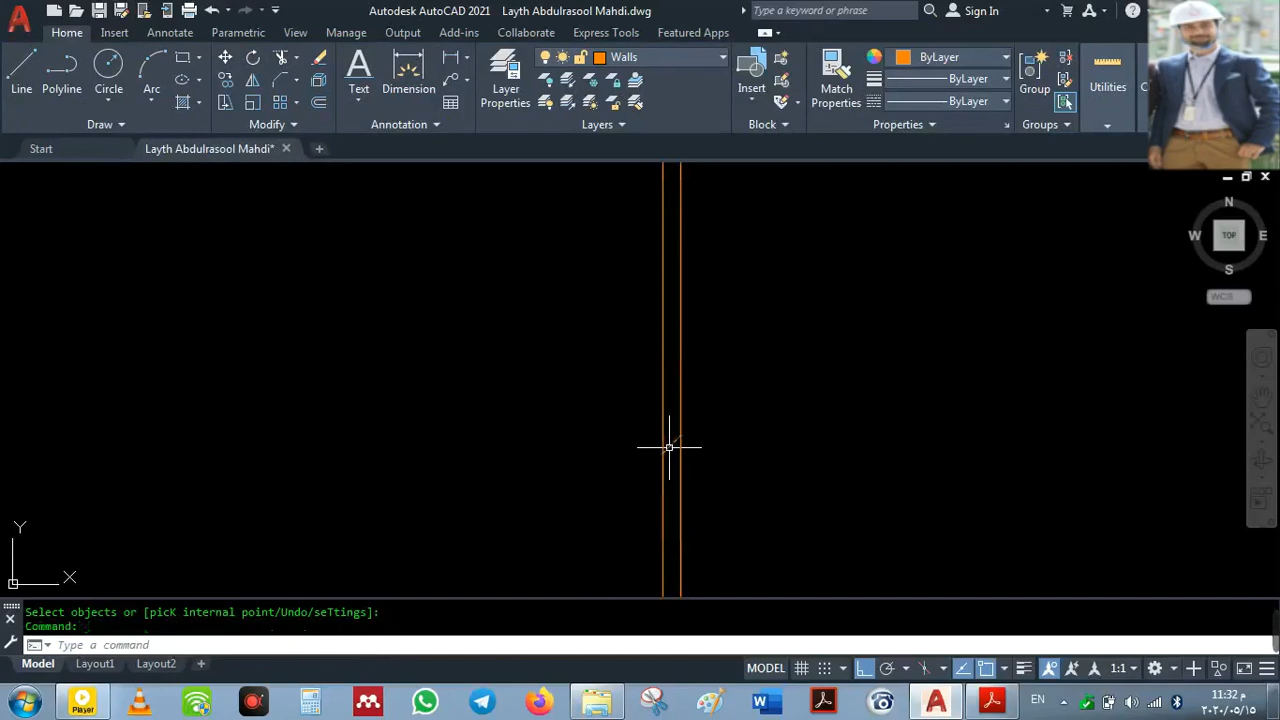 Autodesk AutoCAD 2021 Layth Abdulrasool Mahdi.dwg
Type a keyword or phrase
Sign In
Home Insert Annotate Parametric View Manage Output Add-ins Collaborate Express Tools Featured Apps
Line Polyline Circle Arc
Text Dimension
Layer Properties
Walls
Insert
Match Properties
ByLayer
ByLayer
ByLayer
Group
Utilities
Draw Modify Annotation Layers Block Properties Groups
Start
Layth Abdulrasool Mahdi*
N
W TOP E
S
WCS
Y
X
Select objects or [picK internal point/Undo/seTtings]:
Command:
Type a command
Model Layout1 Layout2
MODEL
1:1
Player
W
EN
11:32 م
٢٠٢٠/٠٥/١٥